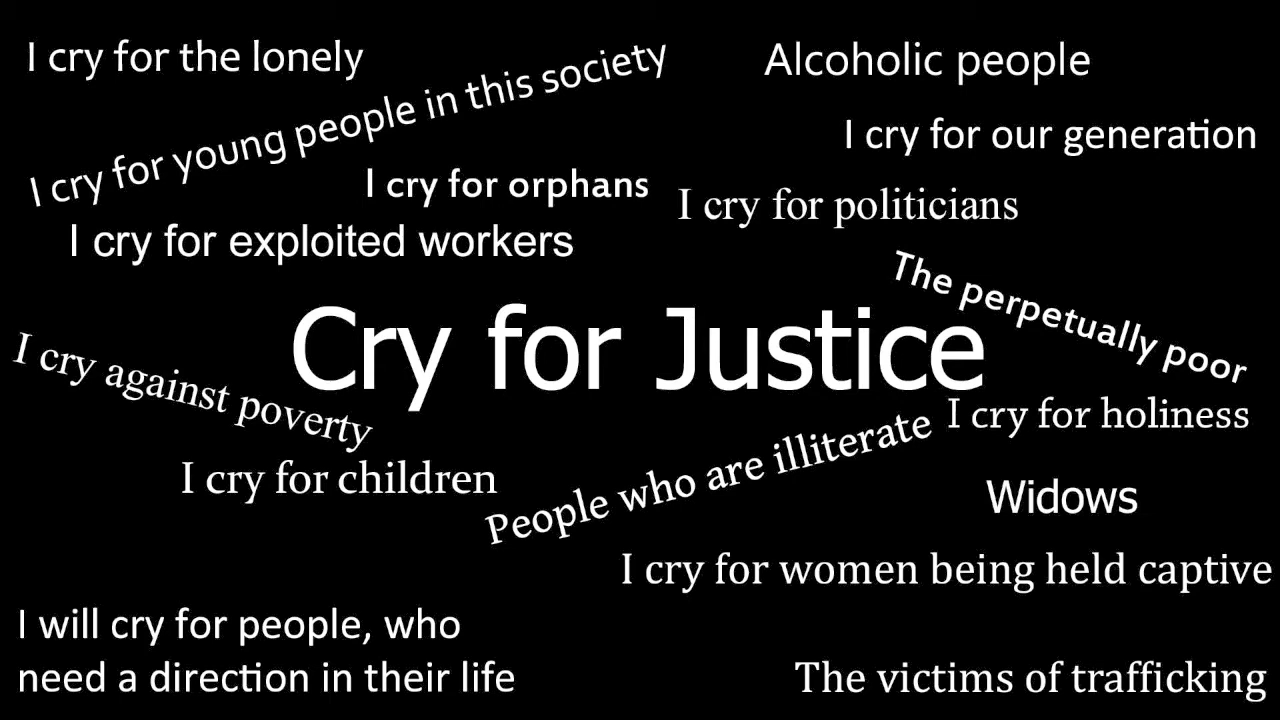 I cry for the lonely
Alcoholic people
I cry for young people in this society
I cry for our generation
I cry for orphans
I cry for politicians
I cry for exploited workers
The perpetually poor
Cry for Justice
I cry against poverty
I cry for holiness
I cry for children
People who are illiterate
Widows
I cry for women being held captive
I will cry for people, who
need a direction in their life
The victims of trafficking